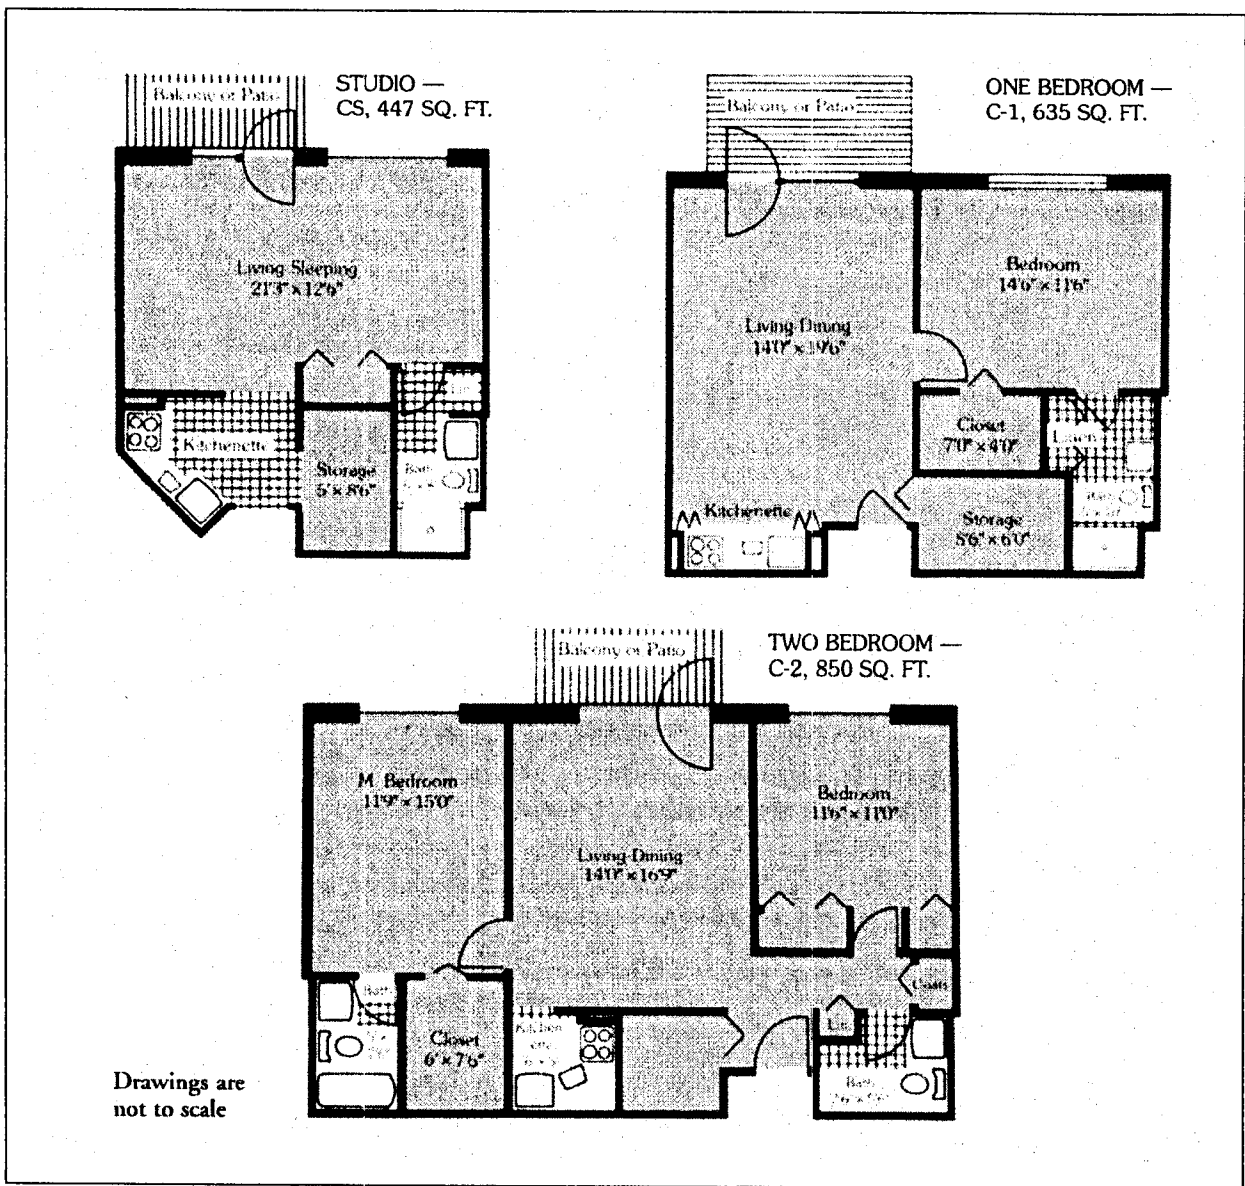 Balcony or Patio
STUDIO —
CS, 447 SQ. FT.
Living Sleeping
21'3" x 12'6"
Kitchenette
Storage
5' x 8'6"
Bath
Balcony or Patio
ONE BEDROOM —
C-1, 635 SQ. FT.
Bedroom
14'6" x 11'6"
Living-Dining
14'0" x 19'6"
Closet
7'0" x 4'0"
Linen
Kitchenette
Storage
8'6" x 6'0"
Bath
Balcony or Patio
TWO BEDROOM —
C-2, 850 SQ. FT.
M. Bedroom
11'9" x 15'0"
Bedroom
11'6" x 11'0"
Living-Dining
14'0" x 16'9"
Bath
Coats
Lin
Kitchen
ette
Closet
6' x 7'6"
Bath
Drawings are
not to scale